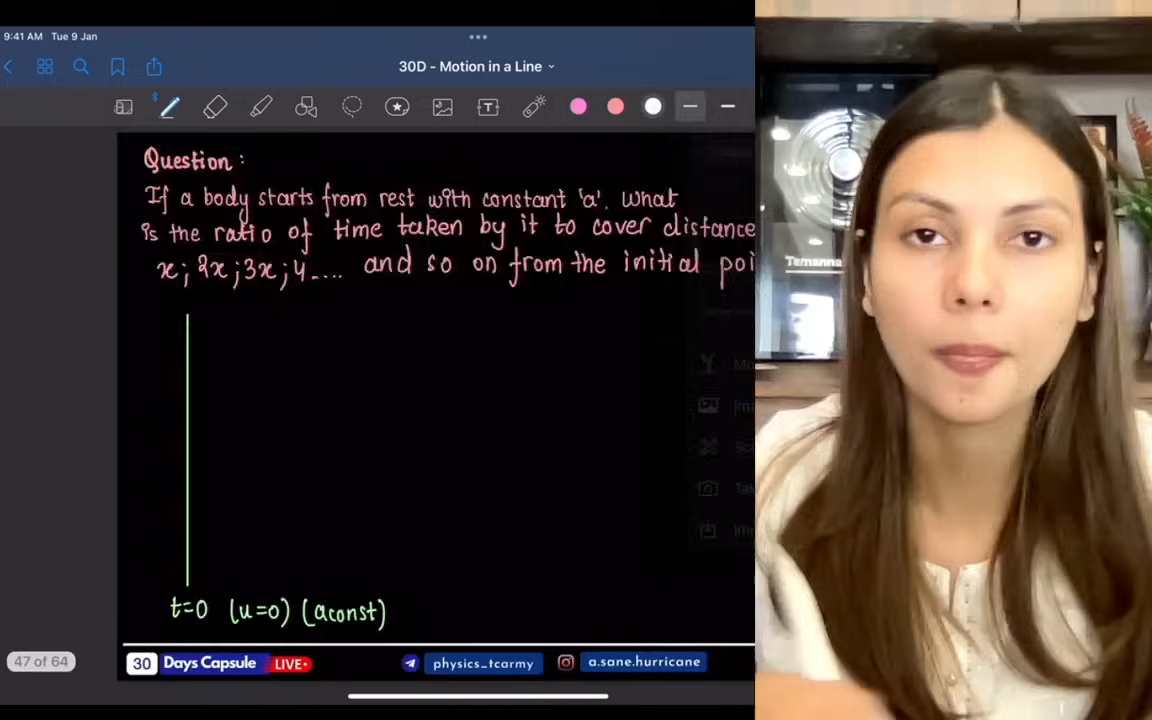 9:41 AM Tue 9 Jan
30D - Motion in a Line
T
Question:
If a body starts from rest with constant 'a'. What
is the ratio of time taken by it to cover distance
x; 2x; 3x; 4.... and so on from the initial poi
Temanna
t=0 (u=0) (a const)
47 of 64
30 Days Capsule LIVE
physics_tcarmy
a.sane.hurricane